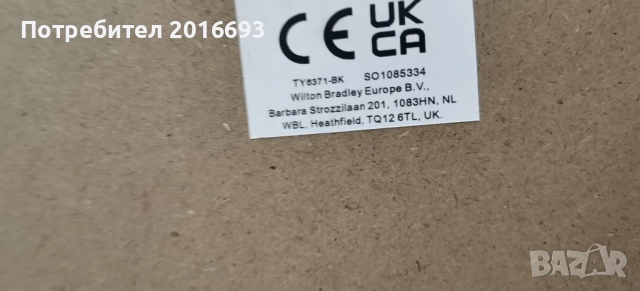 Потребител 2016693
CE UK
CA
TY6371-BK SO1085334
Wilton Bradley Europe B.V.,
Barbara Strozzilaan 201, 1083HN, NL
WBL, Heathfield, TQ12 6TL, UK.
BAZAR